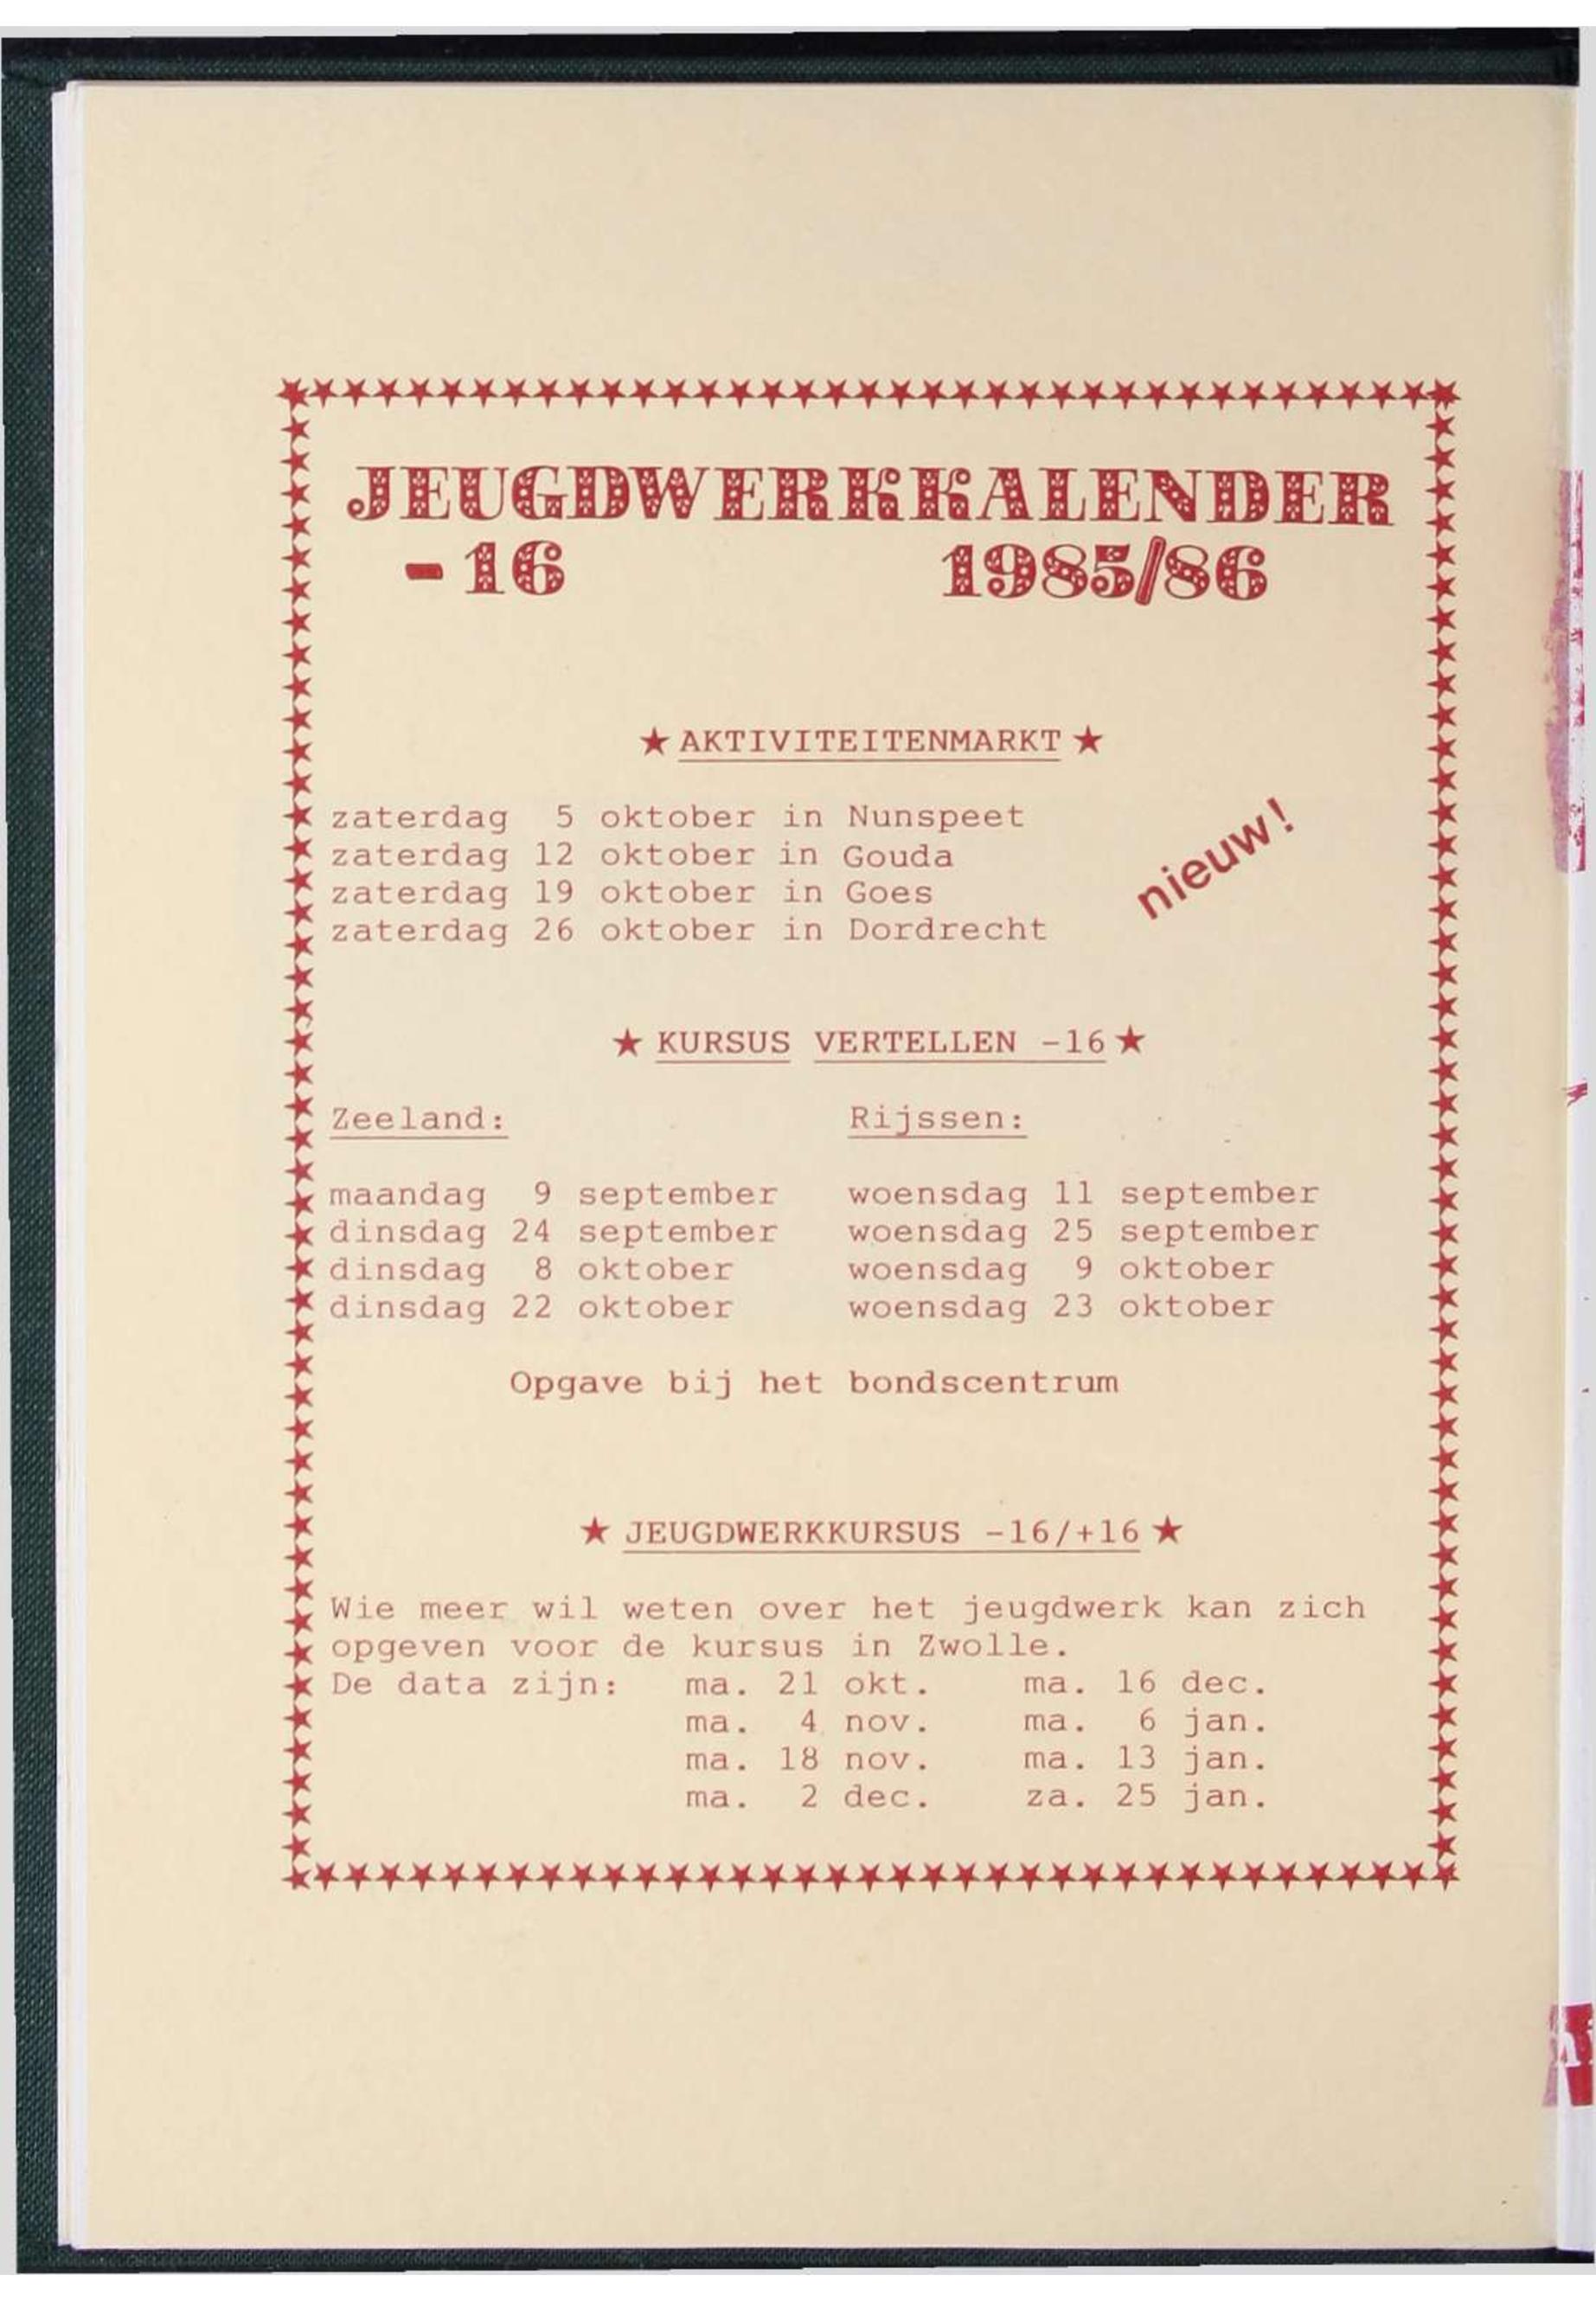 JEUGDWERKKALENDER
-16 1985/86
★ AKTIVITEITENMARKT ★
zaterdag 5 oktober in Nunspeet
zaterdag 12 oktober in Gouda
zaterdag 19 oktober in Goes
zaterdag 26 oktober in Dordrecht
nieuw!
★ KURSUS VERTELLEN -16 ★
Zeeland: Rijssen:
maandag 9 september woensdag 11 september
dinsdag 24 september woensdag 25 september
dinsdag 8 oktober woensdag 9 oktober
dinsdag 22 oktober woensdag 23 oktober
Opgave bij het bondscentrum
★ JEUGDWERKKURSUS -16/+16 ★
Wie meer wil weten over het jeugdwerk kan zich
opgeven voor de kursus in Zwolle.
De data zijn: ma. 21 okt. ma. 16 dec.
ma. 4 nov. ma. 6 jan.
ma. 18 nov. ma. 13 jan.
ma. 2 dec. za. 25 jan.